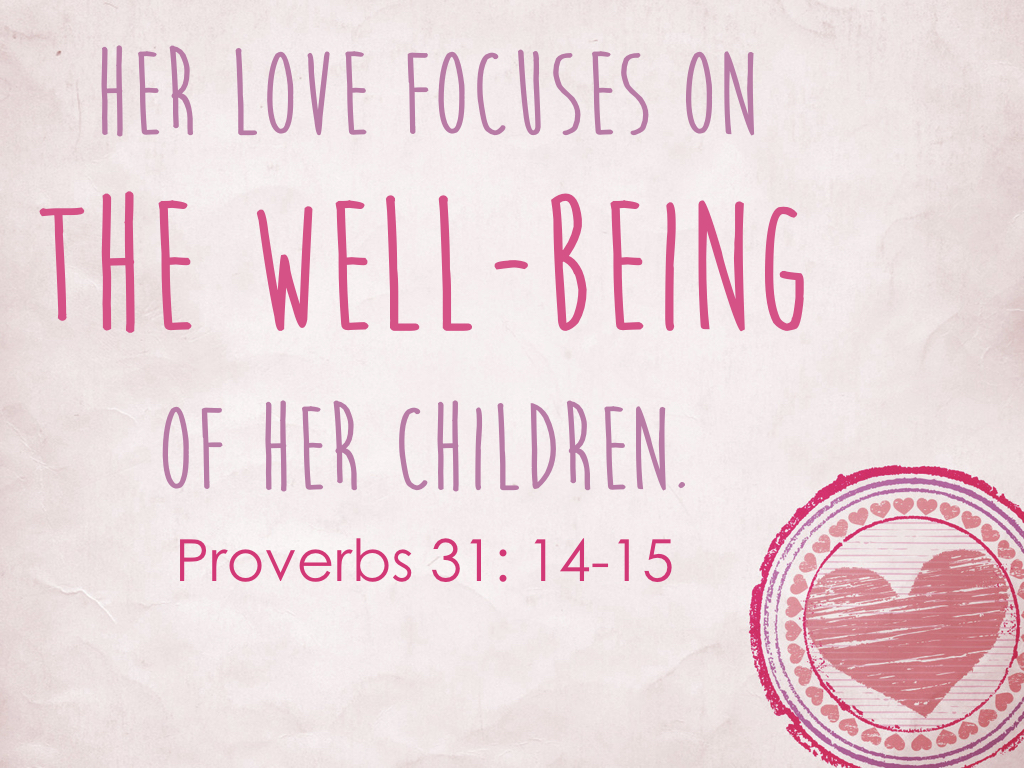 HER LOVE FOCUSES ON
THE WELL-BEING
OF HER CHILDREN.
Proverbs 31: 14-15